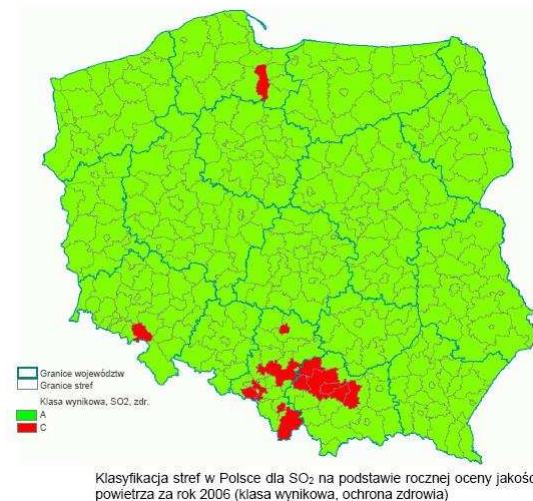 Granice województw
Granice stref
Klasa wynikowa, SO2, zdr.
A
C
Klasyfikacja stref w Polsce dla SO₂ na podstawie rocznej oceny jakośc
powietrza za rok 2006 (klasa wynikowa, ochrona zdrowia)